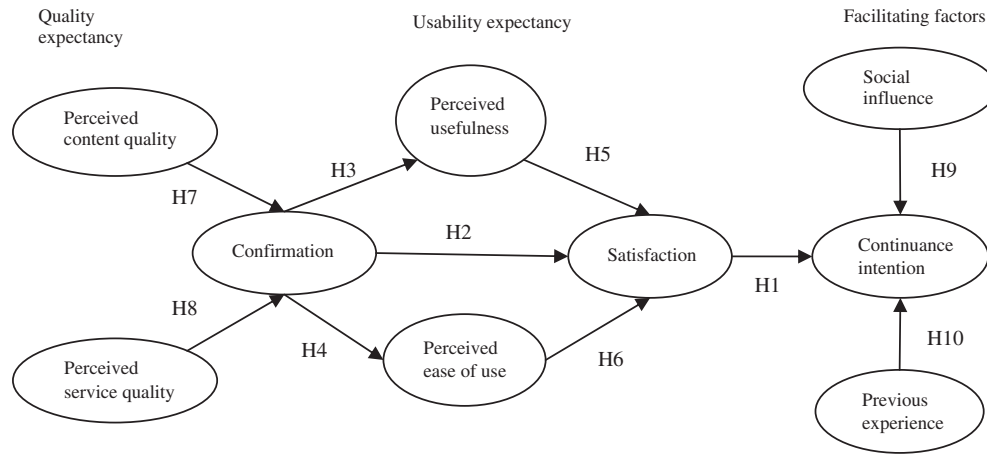 Quality
expectancy
Usability expectancy
Facilitating factors
Social
influence
Perceived
content quality
Perceived
usefulness
H3
H5
H9
H7
H2
Confirmation
Satisfaction
Continuance
intention
H1
H8
H4
H6
H10
Perceived
service quality
Perceived
ease of use
Previous
experience